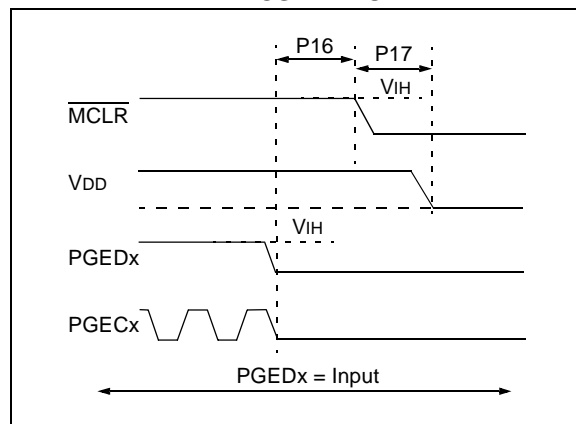 P16
P17
VIH
MCLR
VDD
VIH
PGEDx
PGECx
PGEDx = Input